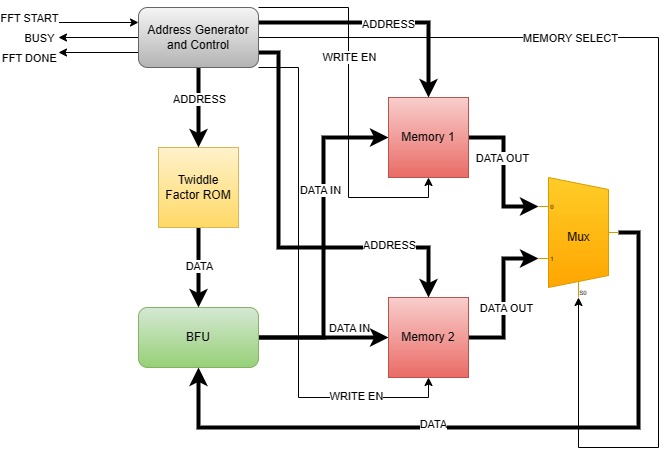 FFT START
BUSY
FFT DONE
Address Generator
and Control
ADDRESS
WRITE EN
MEMORY SELECT
ADDRESS
Memory 1
DATA OUT
Twiddle
Factor ROM
DATA IN
0
Mux
1
S0
ADDRESS
DATA
DATA OUT
BFU
DATA IN
Memory 2
WRITE EN
DATA